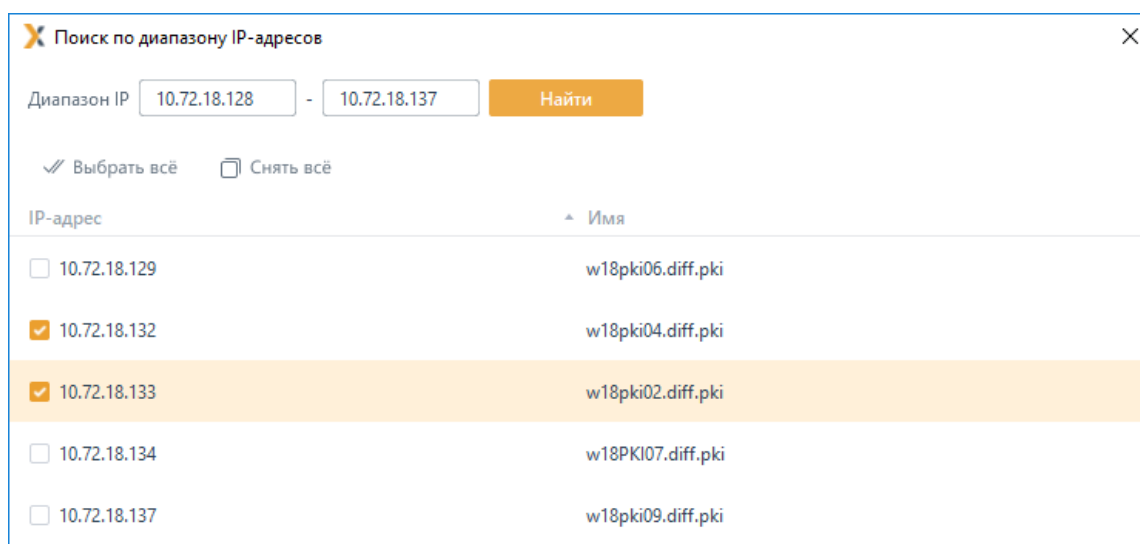 Поиск по диапазону IP-адресов
Диапазон IP 10.72.18.128 - 10.72.18.137 Найти
Выбрать всё Снять всё
IP-адрес Имя
10.72.18.129 w18pki06.diff.pki
10.72.18.132 w18pki04.diff.pki
10.72.18.133 w18pki02.diff.pki
10.72.18.134 w18PKI07.diff.pki
10.72.18.137 w18pki09.diff.pki